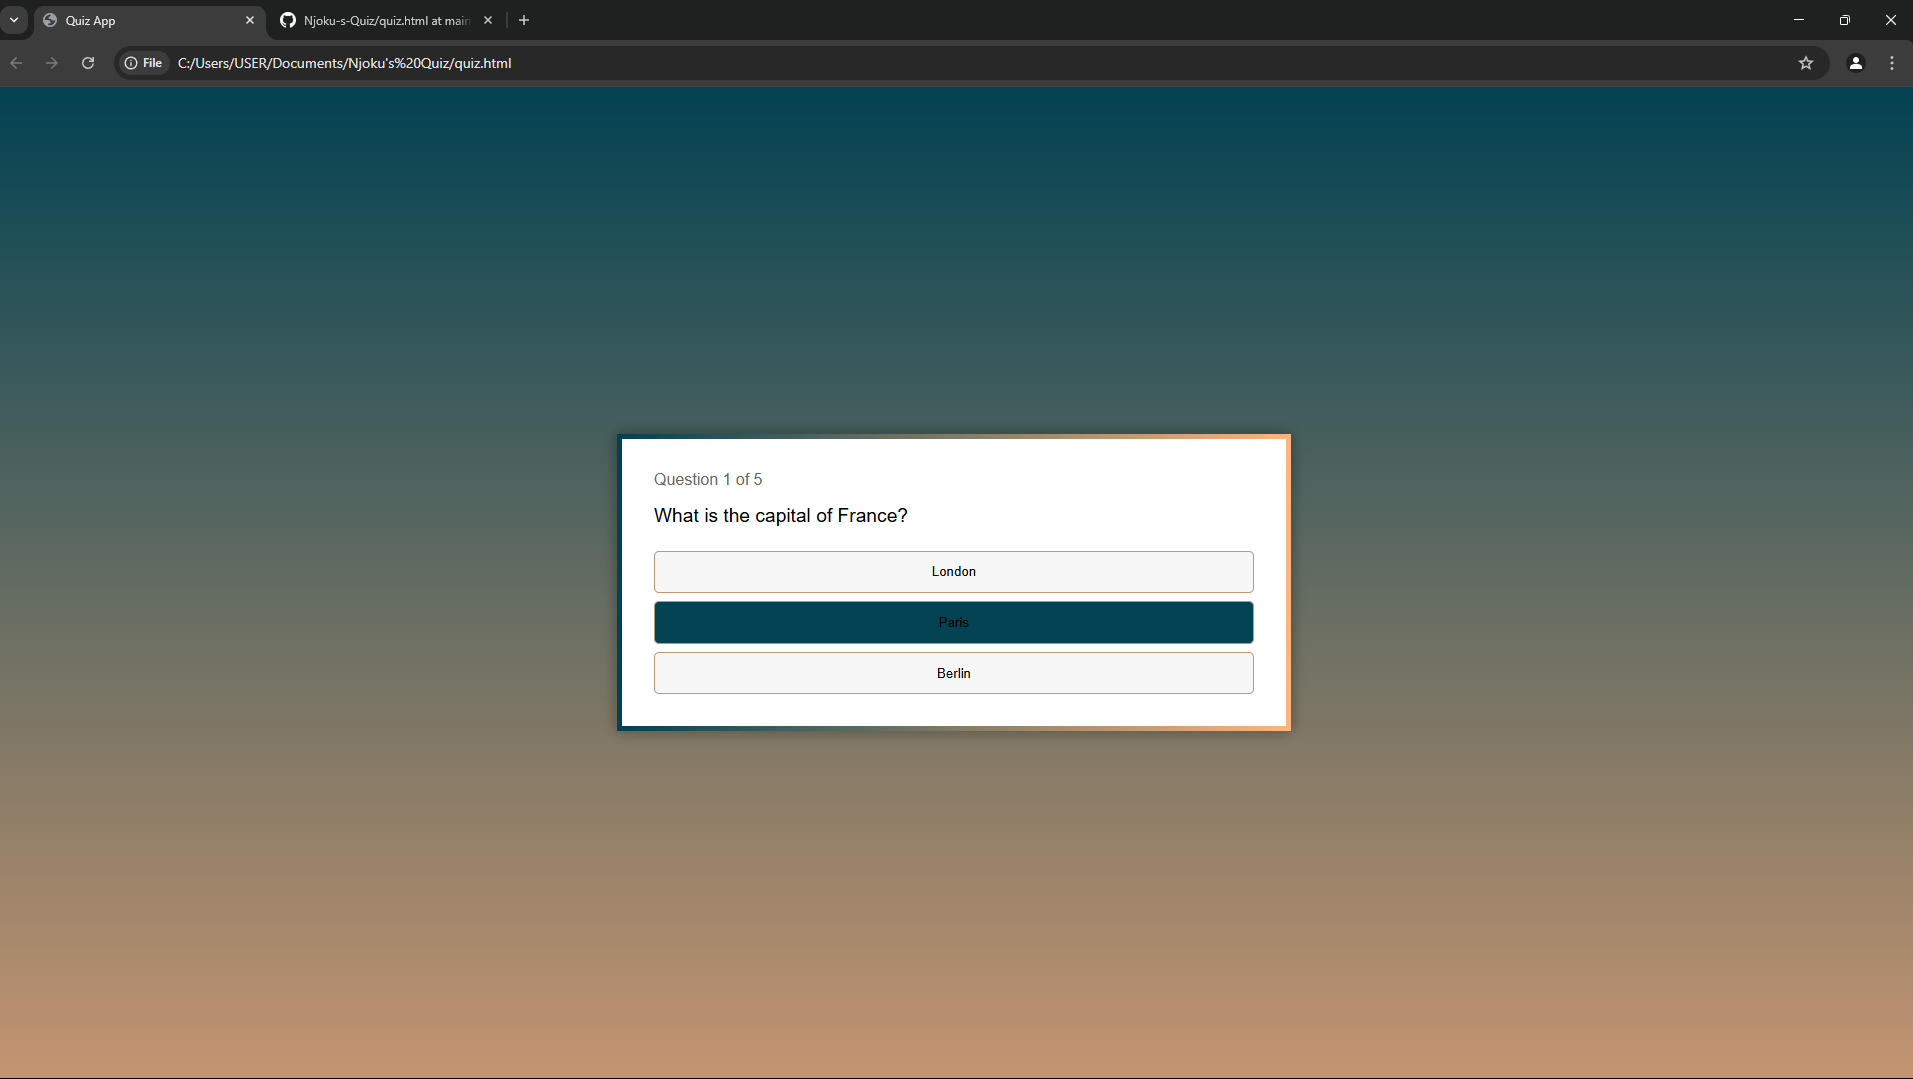 Quiz App
Njoku-s-Quiz/quiz.html at main
File C:/Users/USER/Documents/Njoku's%20Quiz/quiz.html
Question 1 of 5
What is the capital of France?
London
Paris
Berlin